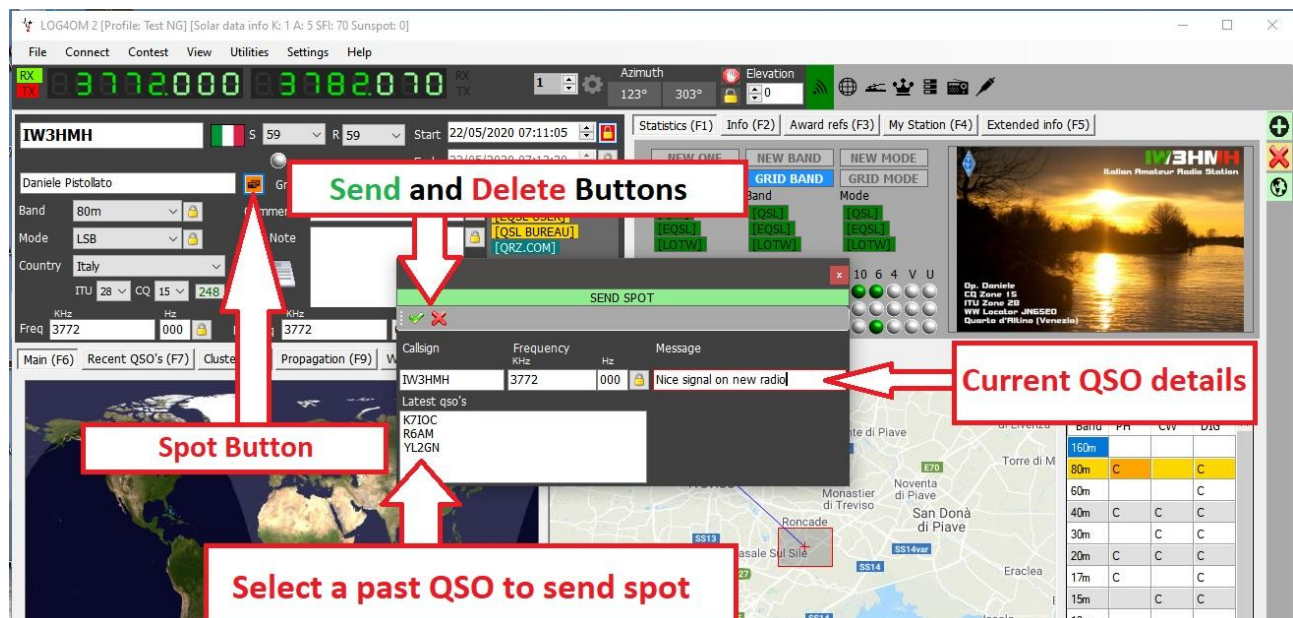 LOG4OM 2 [Profile: Test NG] [Solar data info K: 1 A: 5 SFI: 70 Sunspot: 0]
File Connect Contest View Utilities Settings Help
RX 3772.000 3782.070 RX
TX TX
1
Azimuth
123° 303°
Elevation
0
IW3HMH
S 59 R 59
Start 22/05/2020 07:11:05
Daniele Pistollato
Band 80m
Mode LSB
Note
Country Italy
ITU 28 CQ 15 248
KHz Hz KHz
Freq 3772 000 3772
[QSL BUREAU]
[QRZ.COM]
Send and Delete Buttons
Statistics (F1) Info (F2) Award refs (F3) My Station (F4) Extended info (F5)
NEW ONE NEW BAND NEW MODE
GRID BAND GRID MODE
Band Mode
[QSL] [QSL]
[EQSL] [EQSL] [EQSL]
[LOTW] [LOTW] [LOTW]
10 6 4 V U
IW3HMH
Italian Amateur Radio Station
Op. Daniele
CQ Zone 15
ITU Zone 28
WW Locator JN65ED
Quarto d'Altino (Venezia)
SEND SPOT
Callsign Frequency Message
KHz Hz
IW3HMH 3772 000 Nice signal on new radio
Latest qso's
K7IOC
R6AM
YL2GN
Current QSO details
Main (F6) Recent QSO's (F7) Cluste Propagation (F9) W
Spot Button
Select a past QSO to send spot
nte di Piave
E70
Torre di M
Noventa
di Piave
Monastier
di Treviso
San Donà
di Piave
Roncade
SS13
asale Sul Sile
SS14var
SS14
Eraclea
27
SS14
Band PH CW DIG
160m
80m C C
60m C
40m C C C
30m C C
20m C C C
17m C C
15m C C